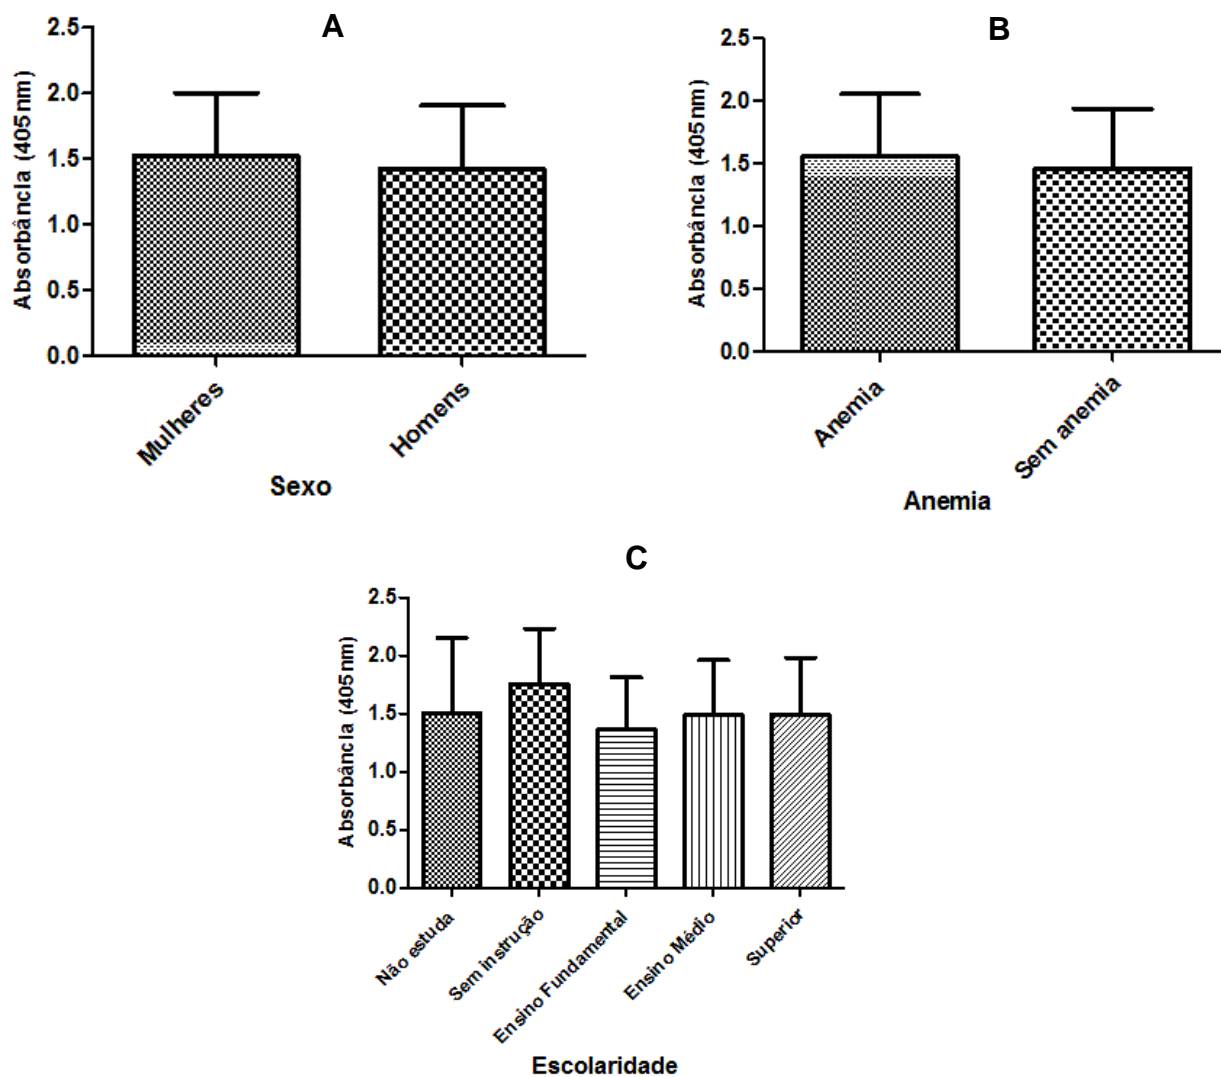 A
2.5
2.0
1.5
1.0
0.5
0.0
Absorbância (405nm)
Mulheres
Homens
Sexo
B
2.5
2.0
1.5
1.0
0.5
0.0
Absorbância (405nm)
Anemia
Sem anemia
Anemia
C
2.5
2.0
1.5
1.0
0.5
0.0
Absorbância (405nm)
Não estuda
Sem instrução
Ensino Fundamental
Ensino Médio
Superior
Escolaridade